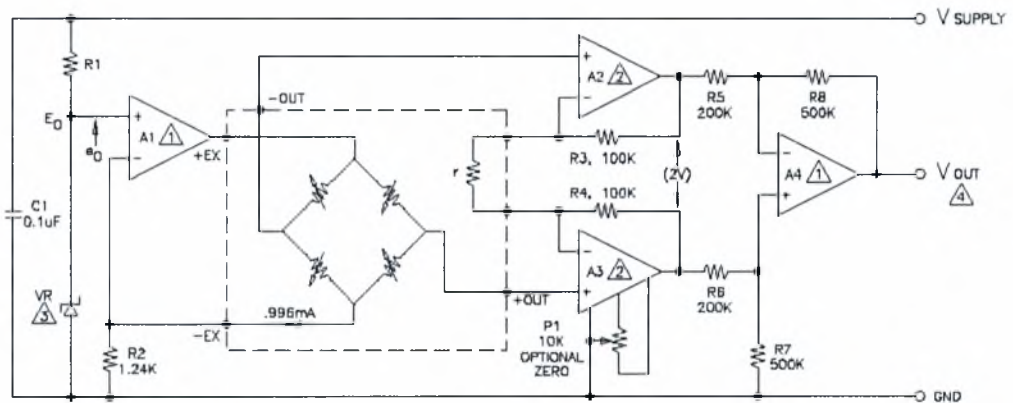 V SUPPLY
R1
E0
e0
+
-
A1
1
+EX
-OUT
+
-
A2
2
R3, 100K
r
R4, 100K
(2V)
R5
200K
R8
500K
-
+
A4
1
V OUT
4
C1
0.1uF
VR
3
.996mA
-EX
R2
1.24K
-
+
A3
2
+OUT
P1
10K
OPTIONAL
ZERO
R6
200K
R7
500K
GND